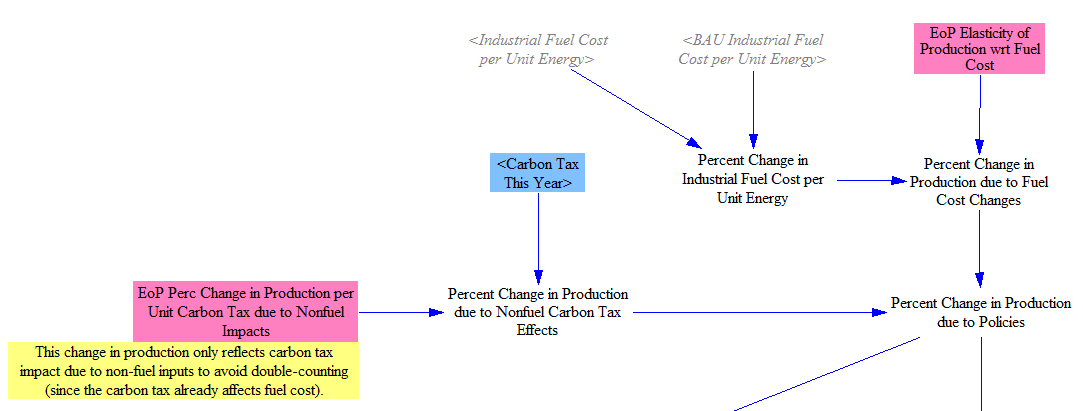 <Industrial Fuel Cost
per Unit Energy>
<BAU Industrial Fuel
Cost per Unit Energy>
EoP Elasticity of
Production wrt Fuel
Cost
<Carbon Tax
This Year>
Percent Change in
Industrial Fuel Cost per
Unit Energy
Percent Change in
Production due to Fuel
Cost Changes
EoP Perc Change in Production per
Unit Carbon Tax due to Nonfuel
Impacts
Percent Change in Production
due to Nonfuel Carbon Tax
Effects
Percent Change in Production
due to Policies
This change in production only reflects carbon tax
impact due to non-fuel inputs to avoid double-counting
(since the carbon tax already affects fuel cost).